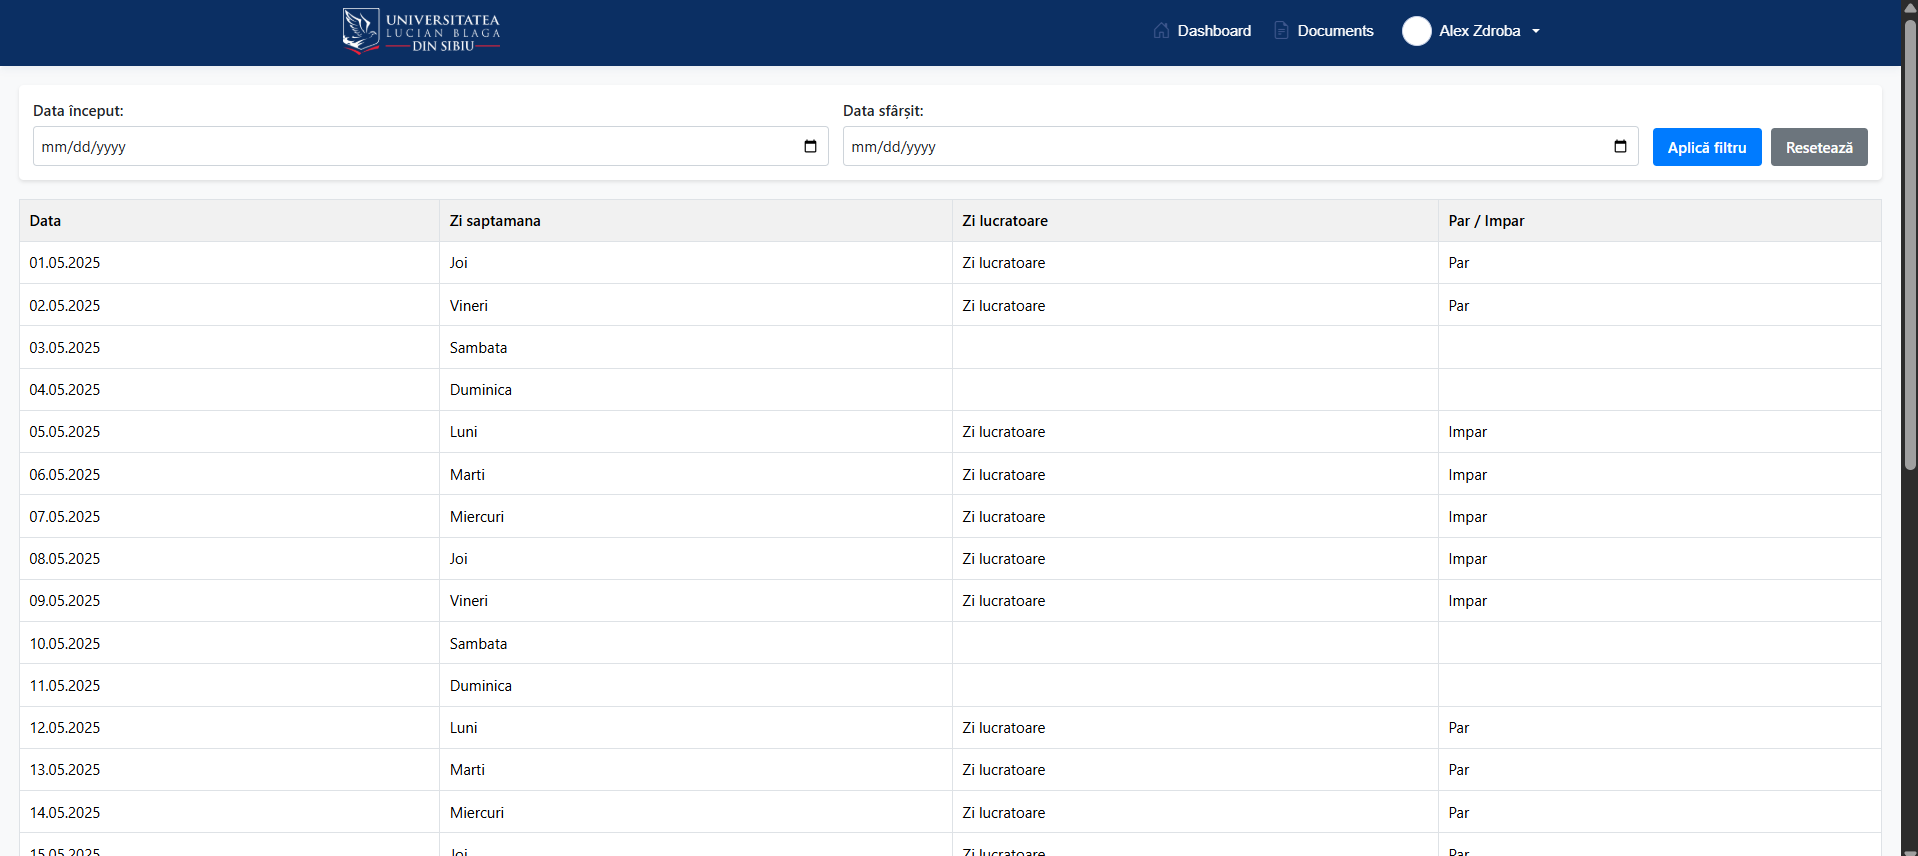 UNIVERSITATEA
LUCIAN BLAGA
DIN SIBIU
Dashboard
Documents
Alex Zdroba
Data început:
Data sfârșit:
mm/dd/yyyy
mm/dd/yyyy
Aplică filtru
Resetează
Data Zi saptamana Zi lucratoare Par / Impar
01.05.2025 Joi Zi lucratoare Par
02.05.2025 Vineri Zi lucratoare Par
03.05.2025 Sambata
04.05.2025 Duminica
05.05.2025 Luni Zi lucratoare Impar
06.05.2025 Marti Zi lucratoare Impar
07.05.2025 Miercuri Zi lucratoare Impar
08.05.2025 Joi Zi lucratoare Impar
09.05.2025 Vineri Zi lucratoare Impar
10.05.2025 Sambata
11.05.2025 Duminica
12.05.2025 Luni Zi lucratoare Par
13.05.2025 Marti Zi lucratoare Par
14.05.2025 Miercuri Zi lucratoare Par
15.05.2025 Joi Zi lucratoare Par